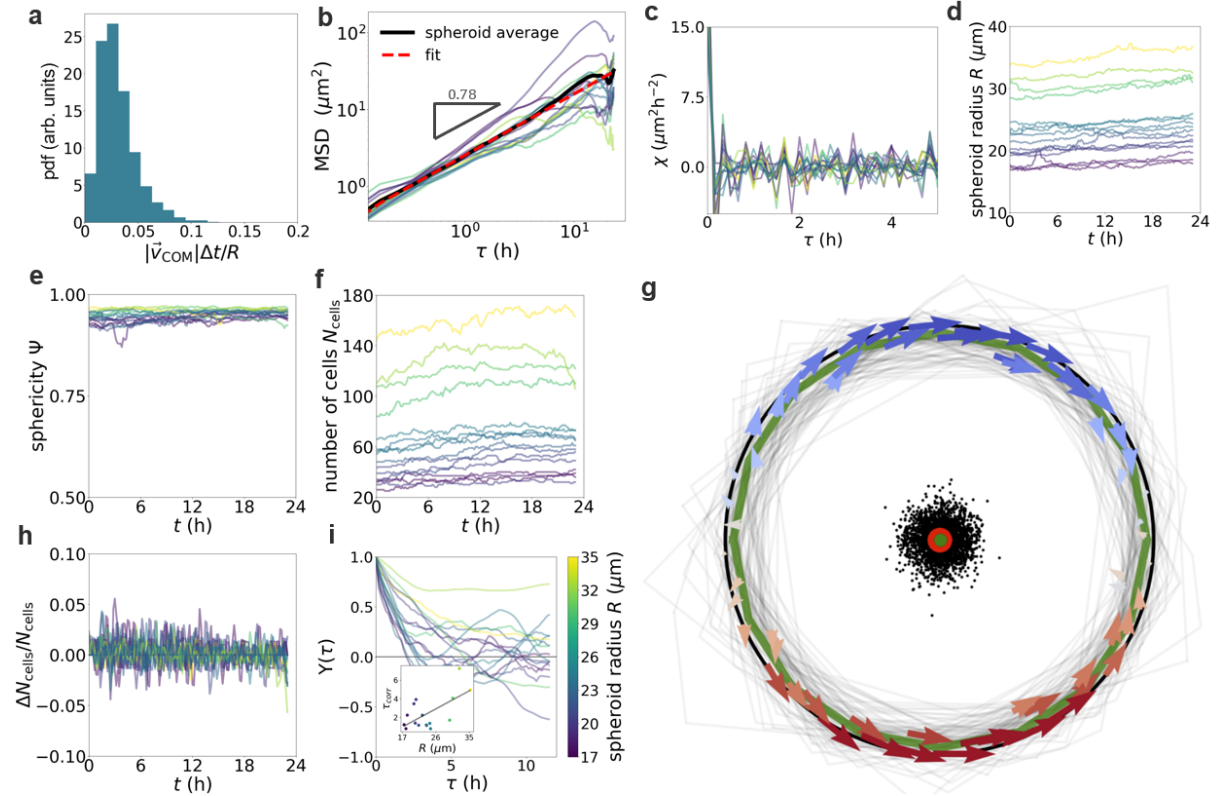 a
25
20
15
10
5
0
pdf (arb. units)
0 0.05 0.1 0.15 0.2
|v⃗COM|Δt/R
b
10²
10¹
10⁰
MSD (μm²)
spheroid average
fit
0.78
10⁰ 10¹
τ (h)
c
15.0
7.5
0.0
χ (μm²h⁻²)
0 2 4
τ (h)
d
40
30
20
10
spheroid radius R (μm)
0 6 12 18 24
t (h)
e
1.00
0.75
0.50
sphericity Ψ
0 6 12 18 24
t (h)
f
180
140
100
60
20
number of cells Ncells
0 6 12 18 24
t (h)
g
h
0.10
0.05
0.00
−0.05
−0.10
ΔNcells/Ncells
0 6 12 18 24
t (h)
i
1.0
0.5
0.0
−0.5
−1.0
Υ(τ)
0 5 10
τ (h)
6
4
2
τcorr
17 26 35
R (μm)
35
33
29
26
23
20
17
spheroid radius R (μm)